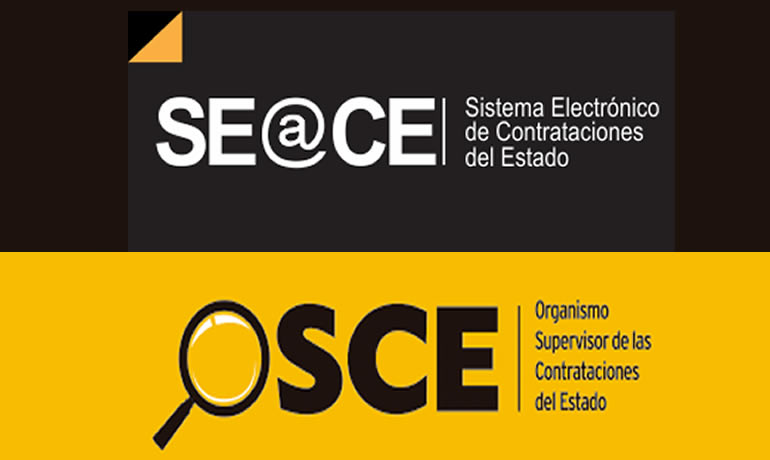 SE@CE
Sistema Electrónico
de Contrataciones
del Estado
OSCE
Organismo
Supervisor de las
Contrataciones
del Estado